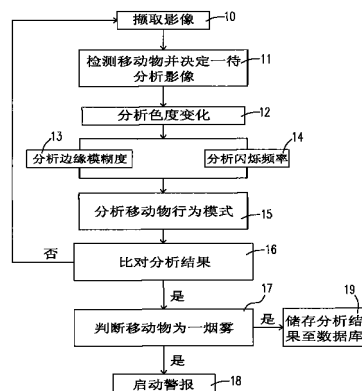 撷取影像
10
检测移动物并决定一待
分析影像
11
分析色度变化
12
13
分析边缘模糊度
14
分析闪烁频率
分析移动物行为模式
15
否
比对分析结果
16
是
17
判断移动物为一烟雾
是
19
储存分析结
果至数据库
是
启动警报
18